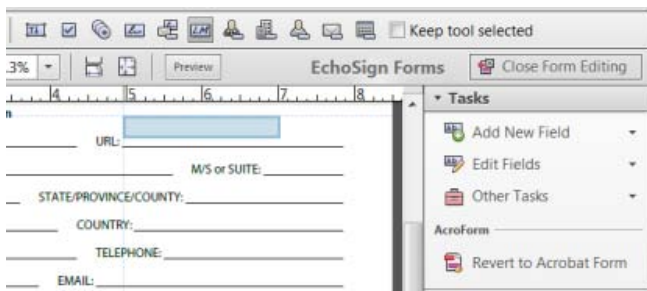 T Keep tool selected
3% Preview EchoSign Forms Close Form Editing
4 5 6 7 8
Tasks
URL:
Add New Field
M/S or SUITE:
Edit Fields
STATE/PROVINCE/COUNTY:
Other Tasks
COUNTRY:
AcroForm
TELEPHONE:
Revert to Acrobat Form
EMAIL: